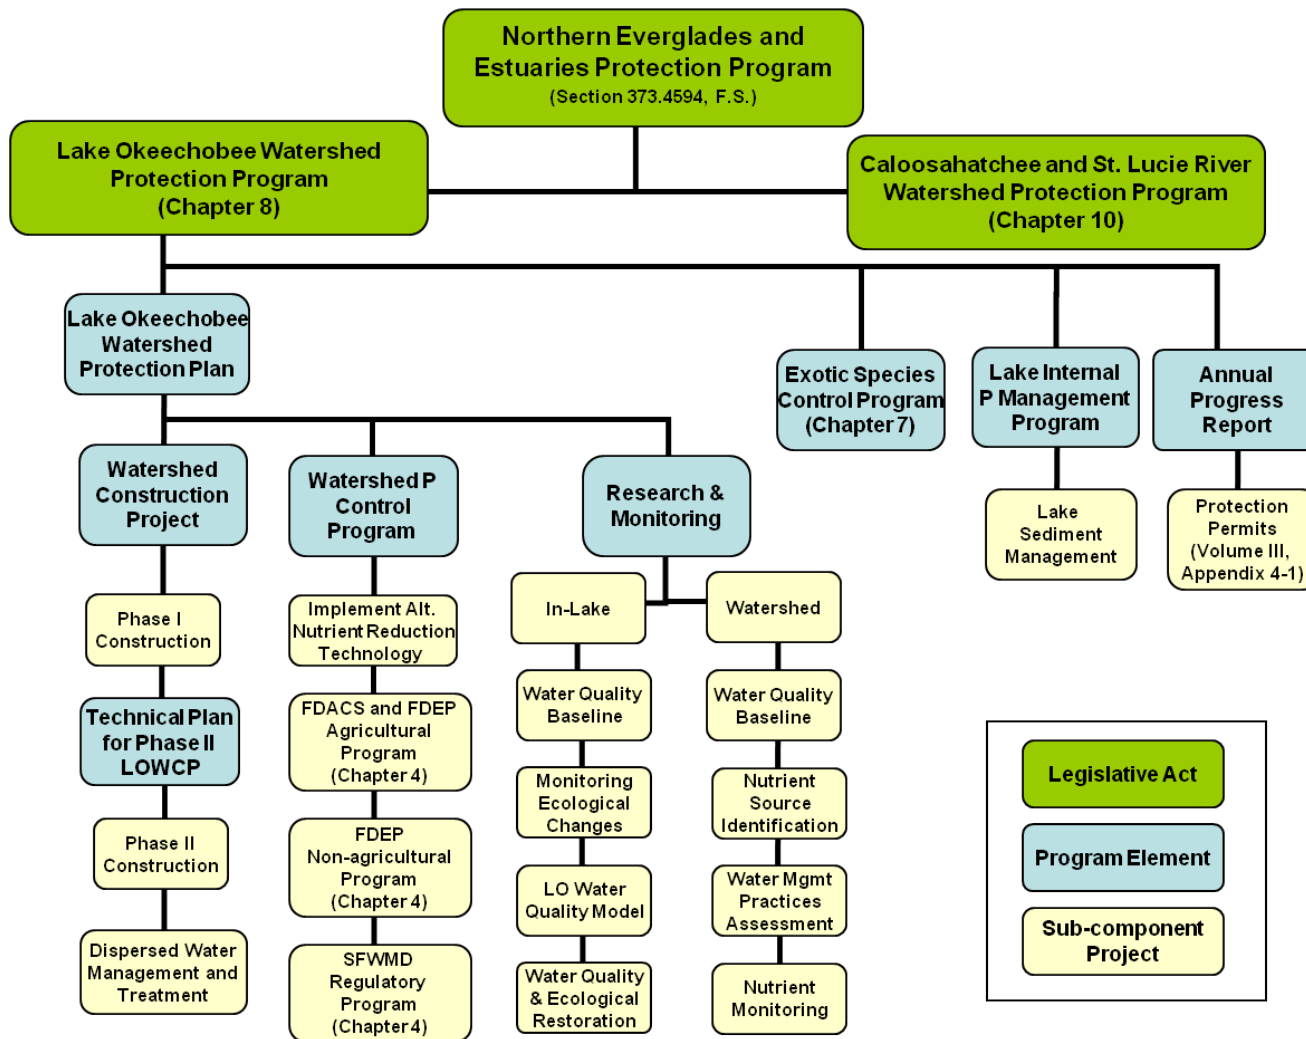 Northern Everglades and
Estuaries Protection Program
(Section 373.4594, F.S.)
Lake Okeechobee Watershed
Protection Program
(Chapter 8)
Caloosahatchee and St. Lucie River
Watershed Protection Program
(Chapter 10)
Lake Okeechobee
Watershed
Protection Plan
Exotic Species
Control Program
(Chapter 7)
Lake Internal
P Management
Program
Annual
Progress
Report
Watershed
Construction
Project
Watershed P
Control
Program
Research &
Monitoring
Lake
Sediment
Management
Protection
Permits
(Volume III,
Appendix 4-1)
Phase I
Construction
Technical Plan
for Phase II
LOWCP
Phase II
Construction
Dispersed Water
Management and
Treatment
Implement Alt.
Nutrient Reduction
Technology
FDACS and FDEP
Agricultural
Program
(Chapter 4)
FDEP
Non-agricultural
Program
(Chapter 4)
SFWMD
Regulatory
Program
(Chapter 4)
In-Lake
Water Quality
Baseline
Monitoring
Ecological
Changes
LO Water
Quality Model
Water Quality
& Ecological
Restoration
Watershed
Water Quality
Baseline
Nutrient
Source
Identification
Water Mgmt
Practices
Assessment
Nutrient
Monitoring
Legislative Act
Program Element
Sub-component
Project